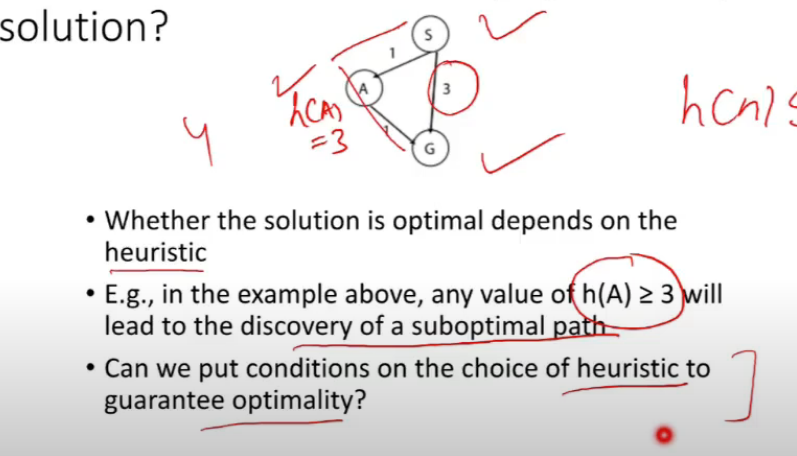 solution?
S
1
A
3
h(A)
=3
h(n) ≤
4
1
G
• Whether the solution is optimal depends on the
heuristic
• E.g., in the example above, any value of h(A) ≥ 3 will
lead to the discovery of a suboptimal path
• Can we put conditions on the choice of heuristic to
guarantee optimality?